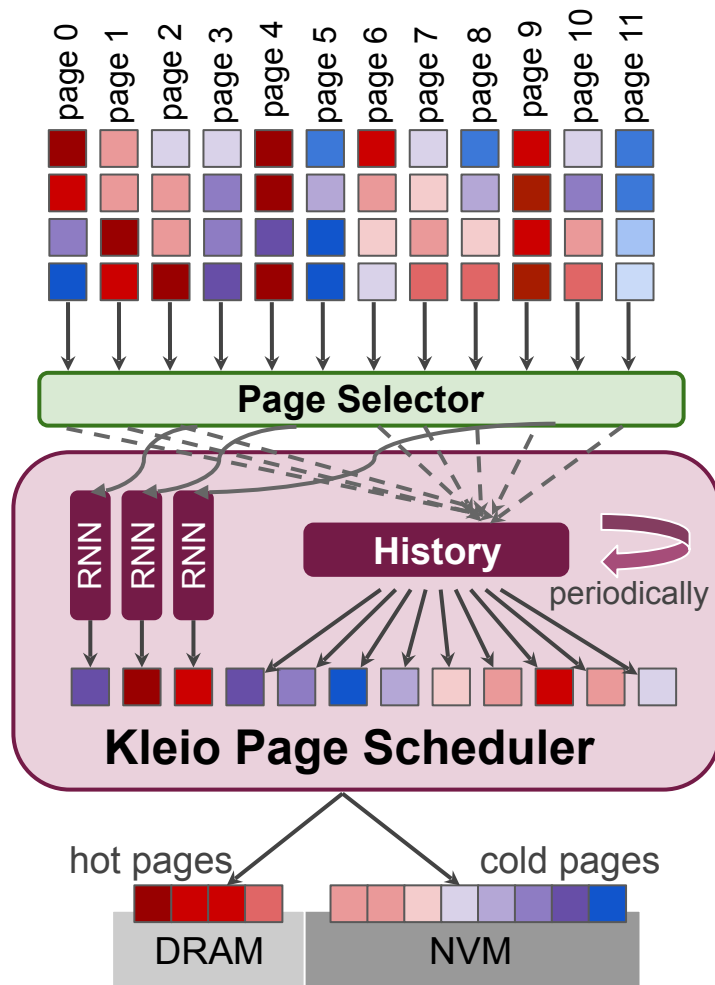 page 0
page 1
page 2
page 3
page 4
page 5
page 6
page 7
page 8
page 9
page 10
page 11
Page Selector
RNN
RNN
RNN
History
periodically
Kleio Page Scheduler
hot pages
cold pages
DRAM
NVM